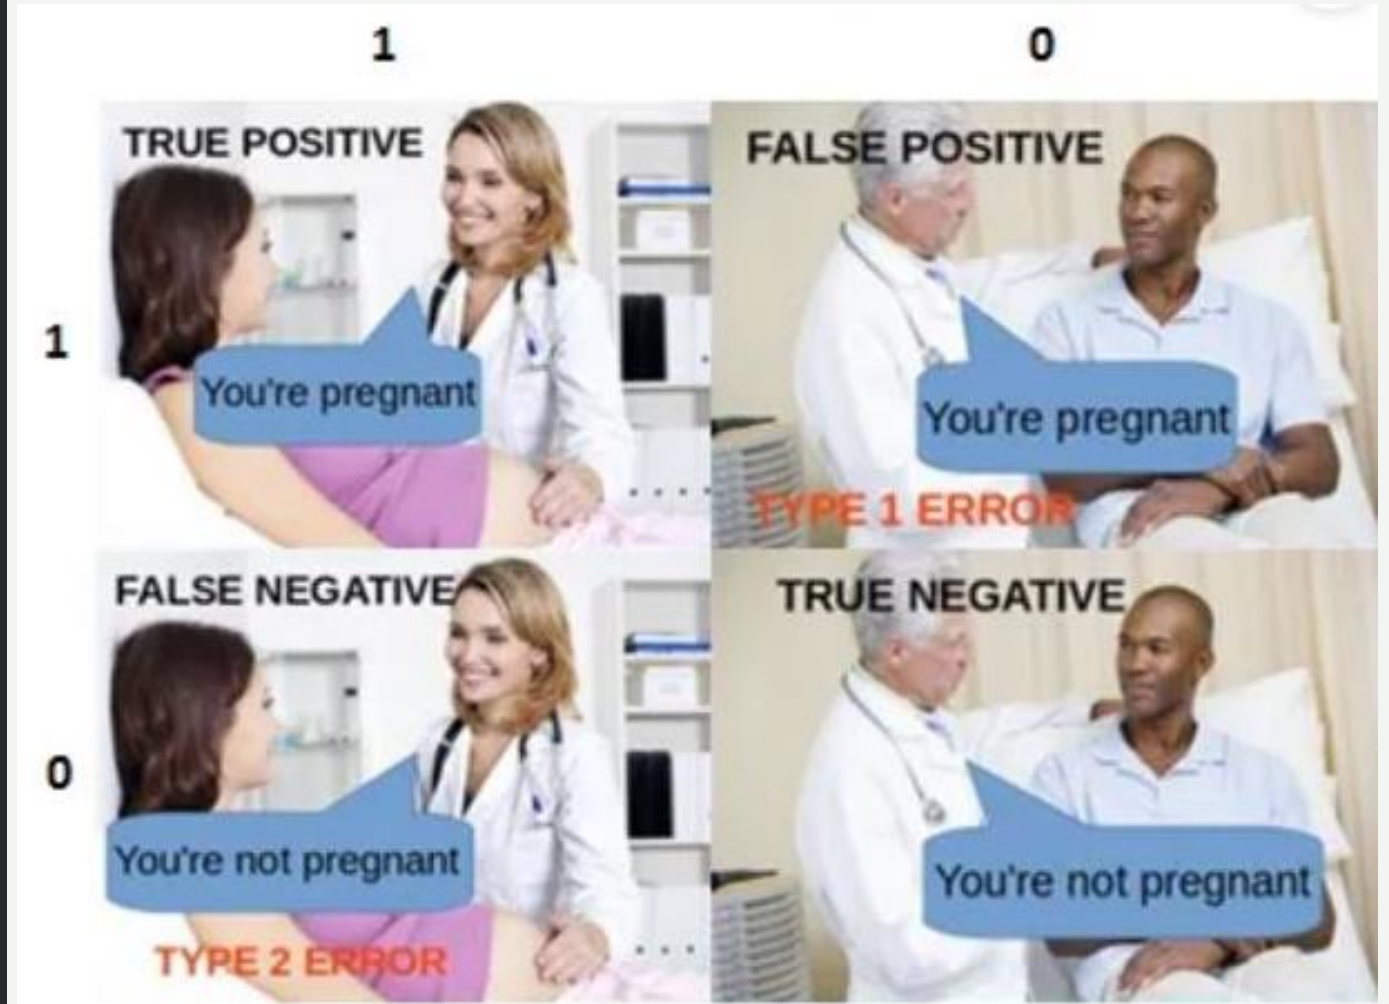 1 0
TRUE POSITIVE FALSE POSITIVE
1
You're pregnant You're pregnant
TYPE 1 ERROR
FALSE NEGATIVE TRUE NEGATIVE
0
You're not pregnant You're not pregnant
TYPE 2 ERROR